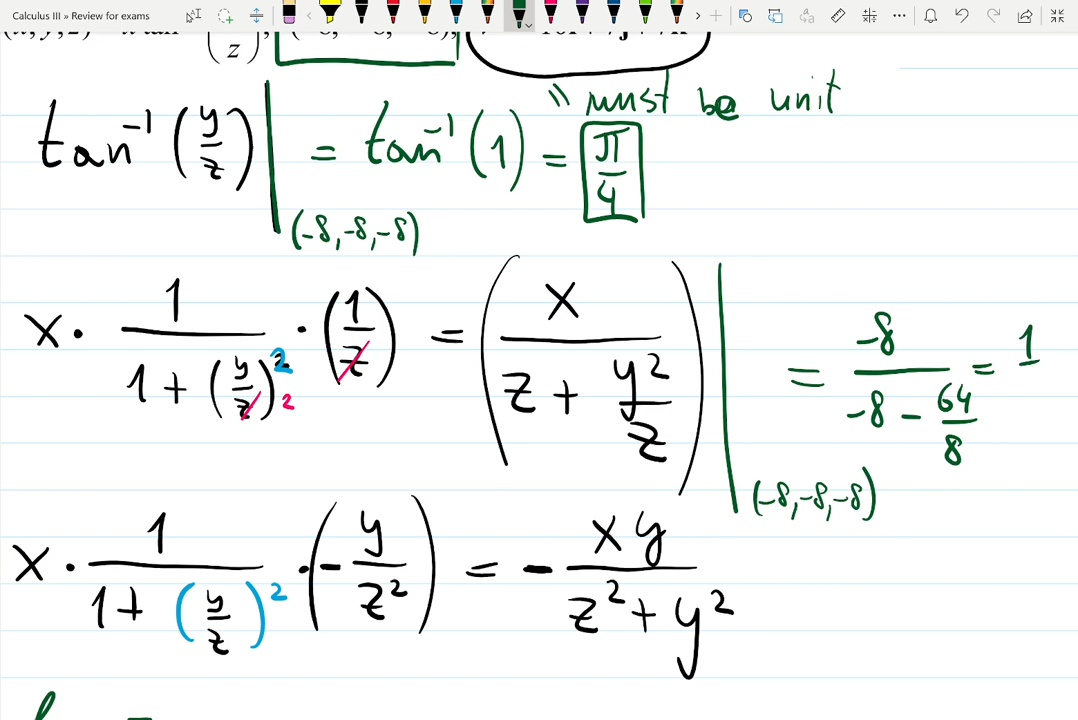 Calculus III » Review for exams
(z)
" must be unit
tan⁻¹(y/z) | = tan⁻¹(1) = π/4
(-8,-8,-8)
x · 1/(1+(y/z)²) · (1/z) = (x/(z + y²/z)) | = -8/(-8 - 64/8) = 1
2
(-8,-8,-8)
x · 1/(1+(y/z)²) · (-y/z²) = - xy/(z²+y²)